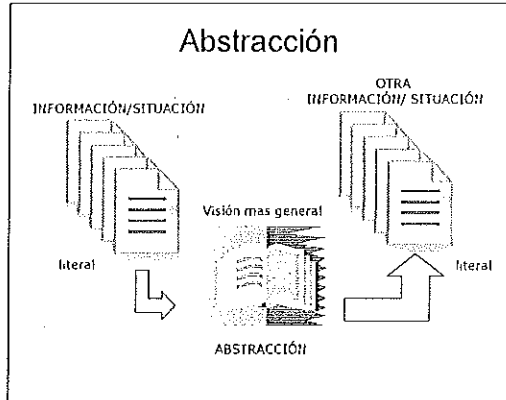 Abstracción
INFORMACIÓN/SITUACIÓN
OTRA
INFORMACIÓN/ SITUACIÓN
literal
Visión mas general
literal
ABSTRACCIÓN